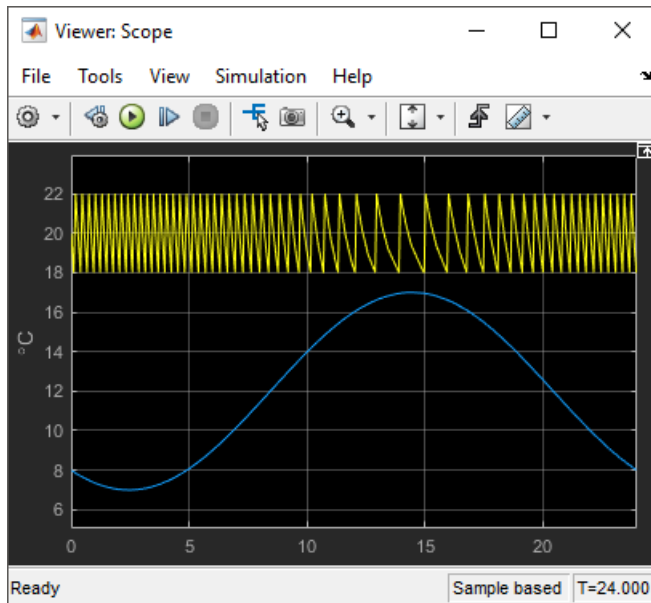 Viewer: Scope
File Tools View Simulation Help
22
20
18
16
14
12
10
8
6
°C
0 5 10 15 20
Ready Sample based T=24.000